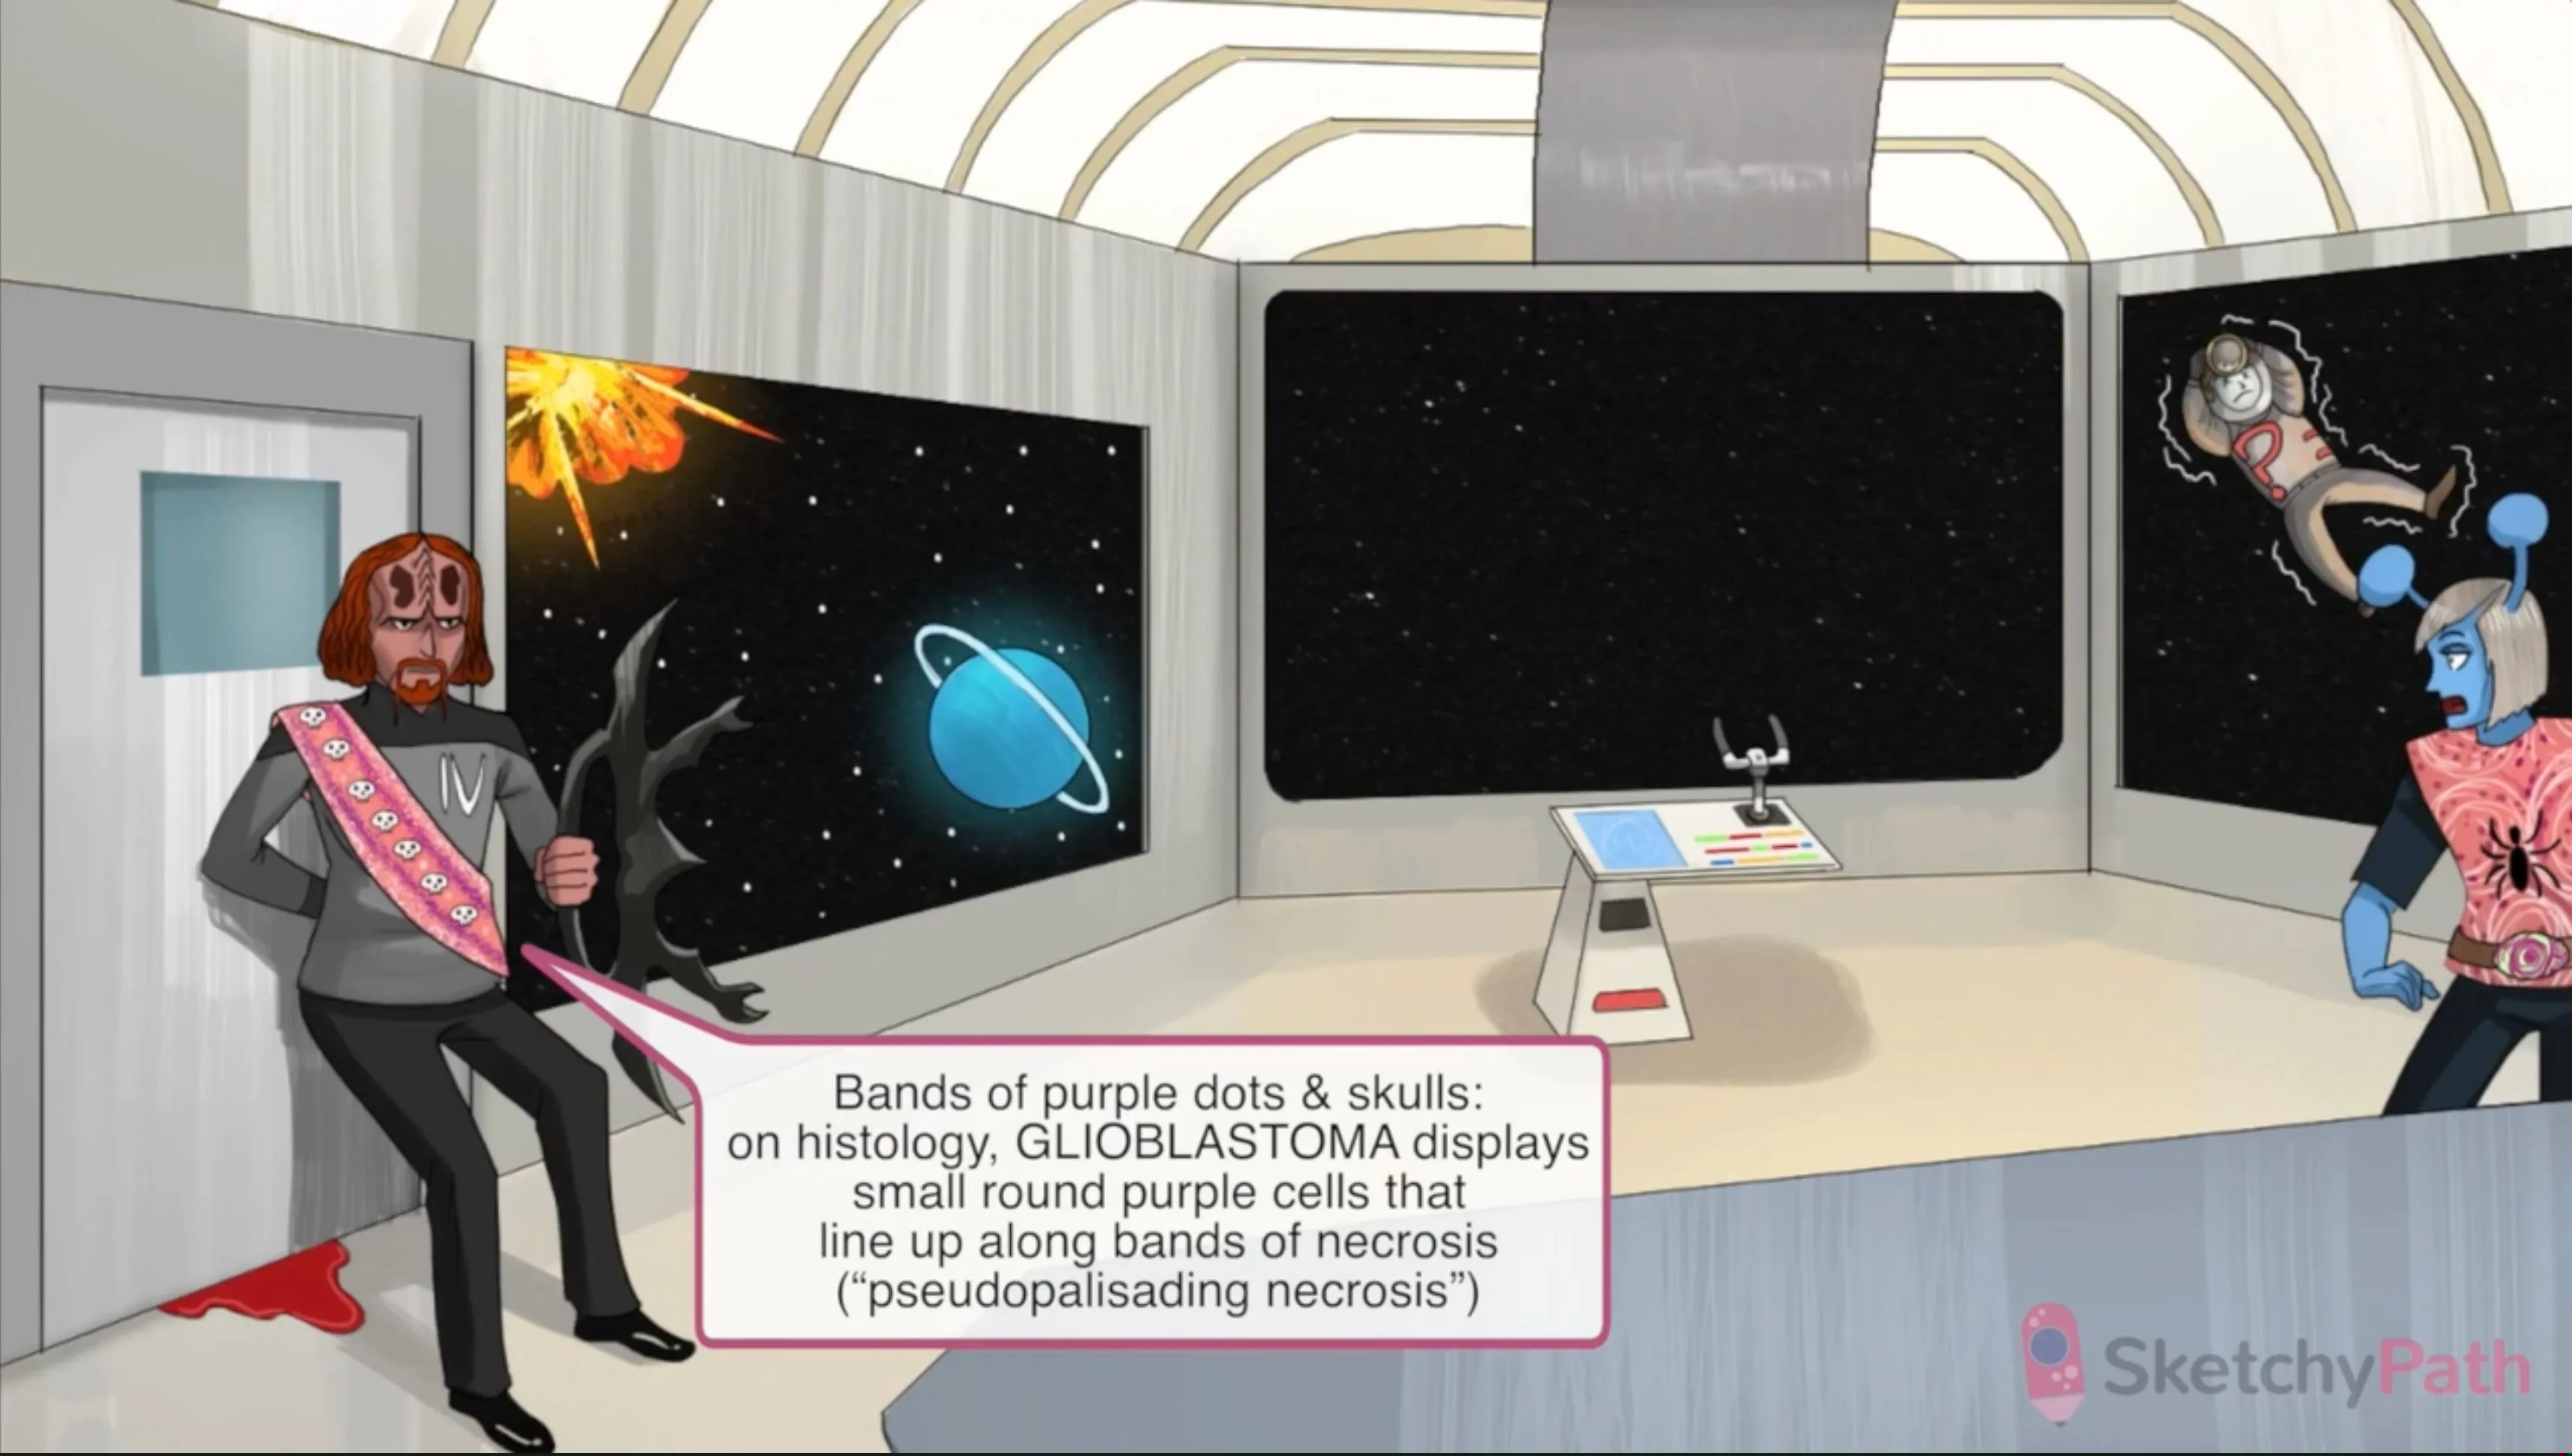 IV
?
Bands of purple dots & skulls:
on histology, GLIOBLASTOMA displays
small round purple cells that
line up along bands of necrosis
(“pseudopalisading necrosis”)
SketchyPath